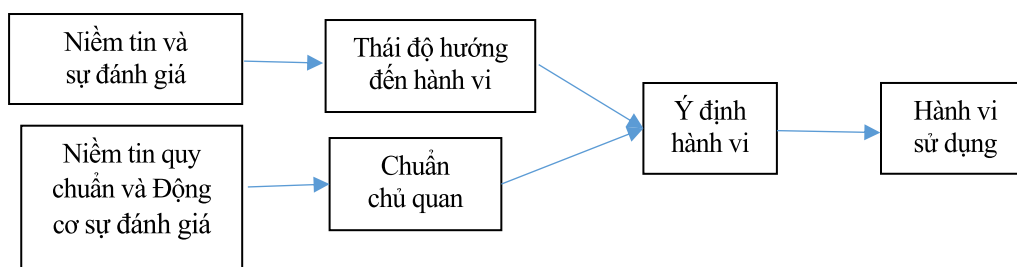 Niềm tin và
sự đánh giá
Thái độ hướng
đến hành vi
Niềm tin quy
chuẩn và Động
cơ sự đánh giá
Chuẩn
chủ quan
Ý định
hành vi
Hành vi
sử dụng